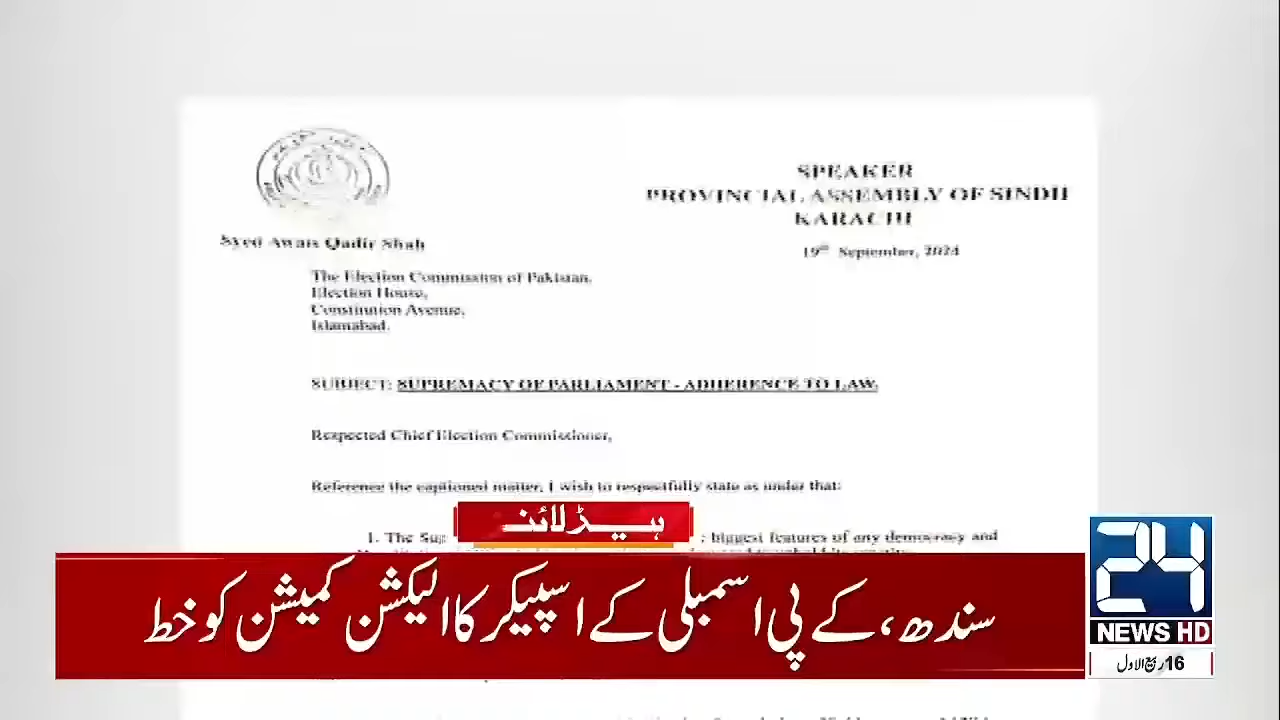 SPEAKER
PROVINCIAL ASSEMBLY OF SINDH
KARACHI
Syed Awais Qadir Shah
19th September, 2024
The Election Commission of Pakistan,
Election House,
Constitution Avenue,
Islamabad.
SUBJECT: SUPREMACY OF PARLIAMENT - ADHERENCE TO LAW.
Respected Chief Election Commissioner,
Reference the captioned matter, I wish to respectfully state as under that:
1. The biggest features of any democracy and
ہیڈلائنز
سندھ، کے پی اسمبلی کے اسپیکر کا الیکشن کمیشن کو خط
24
NEWS HD
16 ربیع الاول